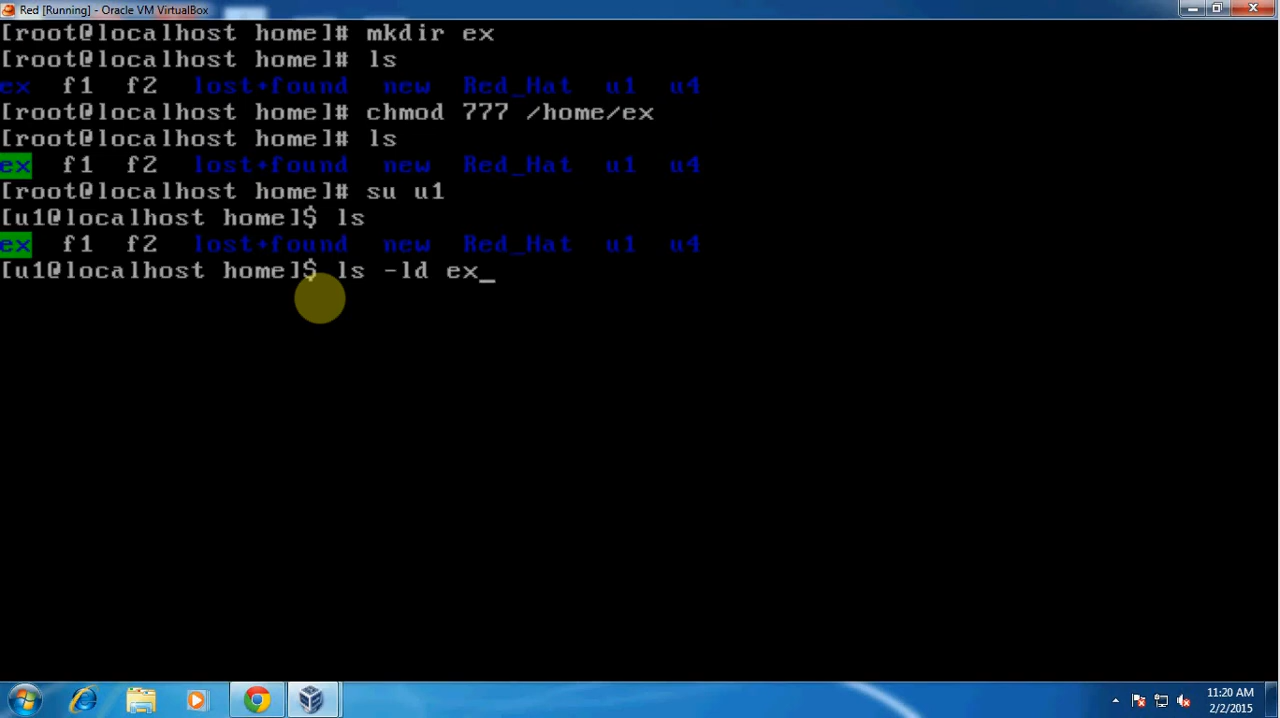 Red [Running] - Oracle VM VirtualBox
[root@localhost home]# mkdir ex
[root@localhost home]# ls
ex f1 f2 lost+found new Red_Hat u1 u4
[root@localhost home]# chmod 777 /home/ex
[root@localhost home]# ls
ex f1 f2 lost+found new Red_Hat u1 u4
[root@localhost home]# su u1
[u1@localhost home]$ ls
ex f1 f2 lost+found new Red_Hat u1 u4
[u1@localhost home]$ ls -ld ex_
11:20 AM
2/2/2015